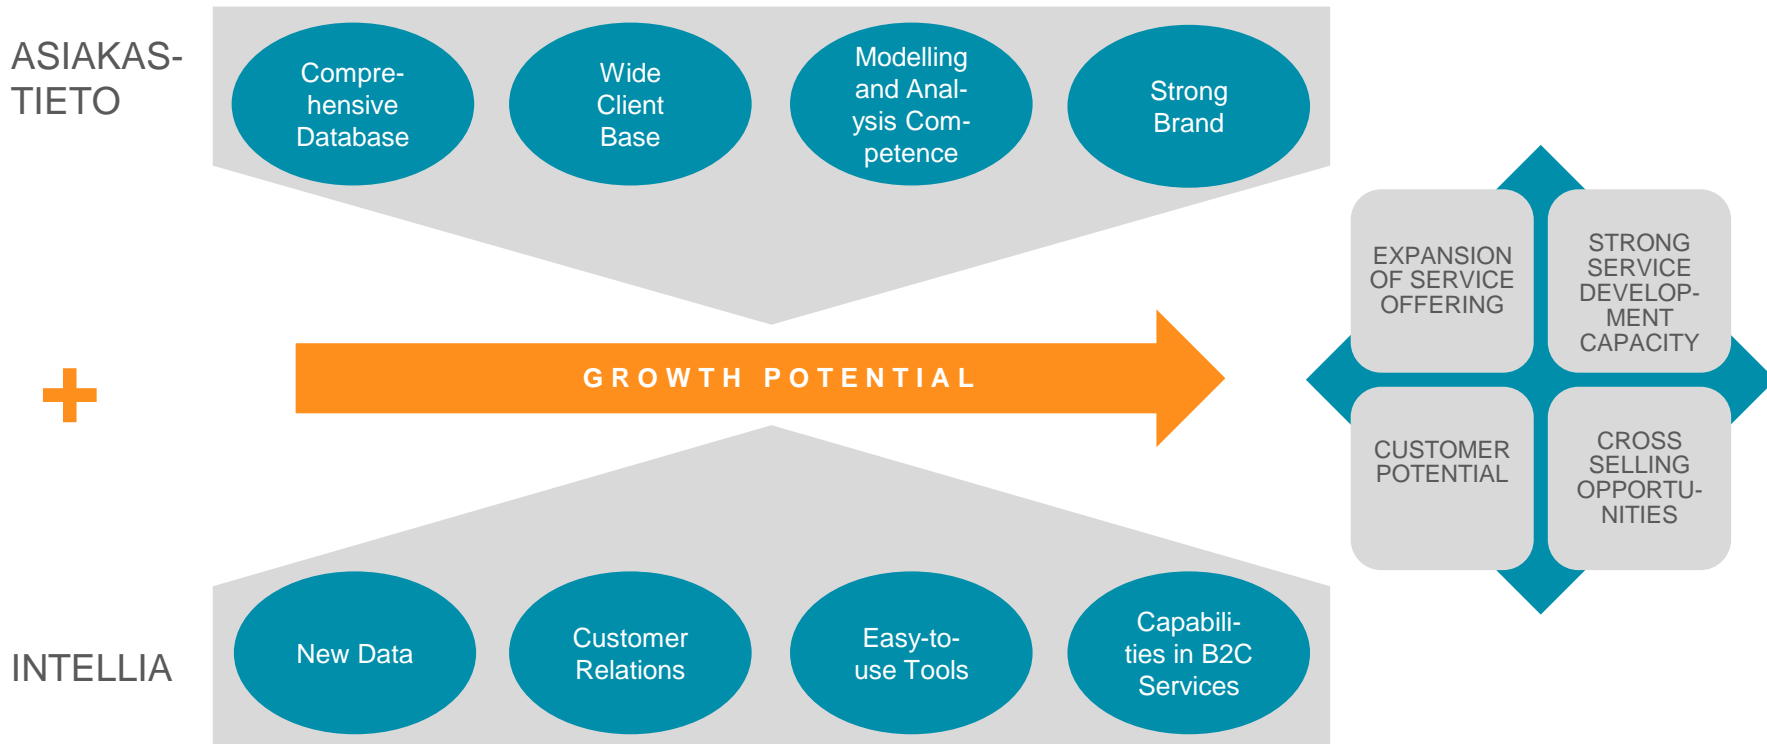 ASIAKAS-
TIETO
Compre-
hensive
Database
Wide
Client
Base
Modelling
and Anal-
ysis Com-
petence
Strong
Brand
+
GROWTH POTENTIAL
INTELLIA
New Data
Customer
Relations
Easy-to-
use Tools
Capabili-
ties in B2C
Services
EXPANSION
OF SERVICE
OFFERING
STRONG
SERVICE
DEVELOP-
MENT
CAPACITY
CUSTOMER
POTENTIAL
CROSS
SELLING
OPPORTU-
NITIES